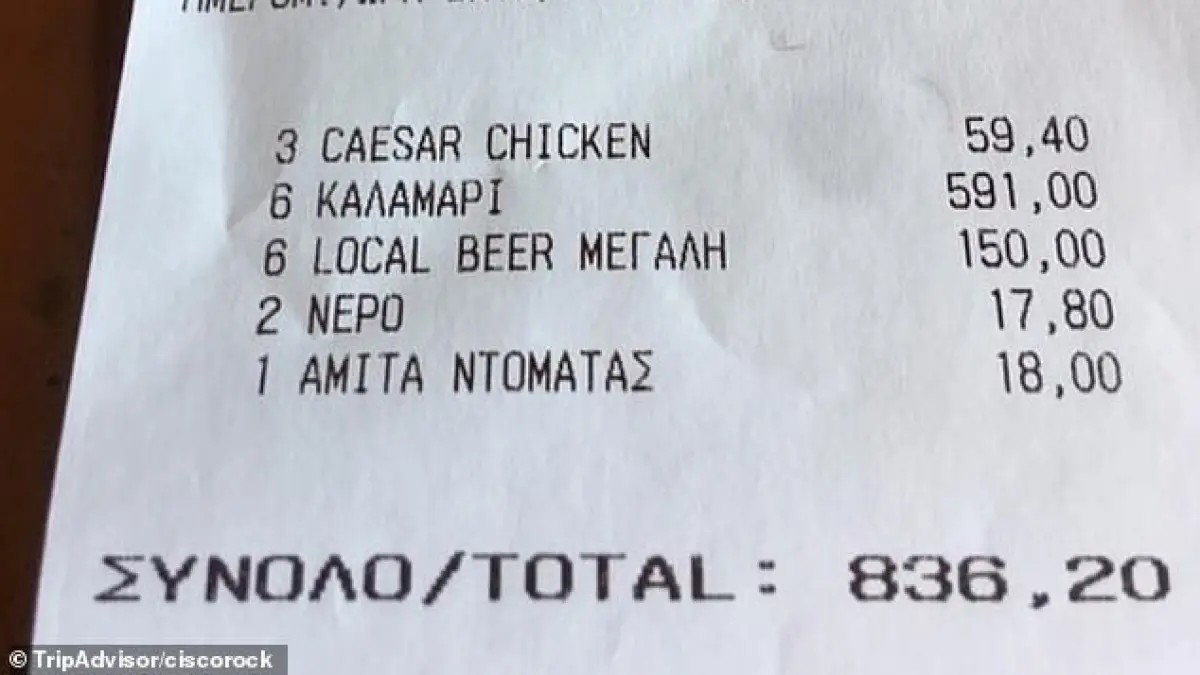 3 CAESAR CHICKEN 59,40
6 ΚΑΛΑΜΑΡΙ 591,00
6 LOCAL BEER ΜΕΓΑΛΗ 150,00
2 ΝΕΡΟ 17,80
1 ΑΜΙΤΑ ΝΤΟΜΑΤΑΣ 18,00
ΣΥΝΟΛΟ/TOTAL: 836,20
© TripAdvisor/ciscorock